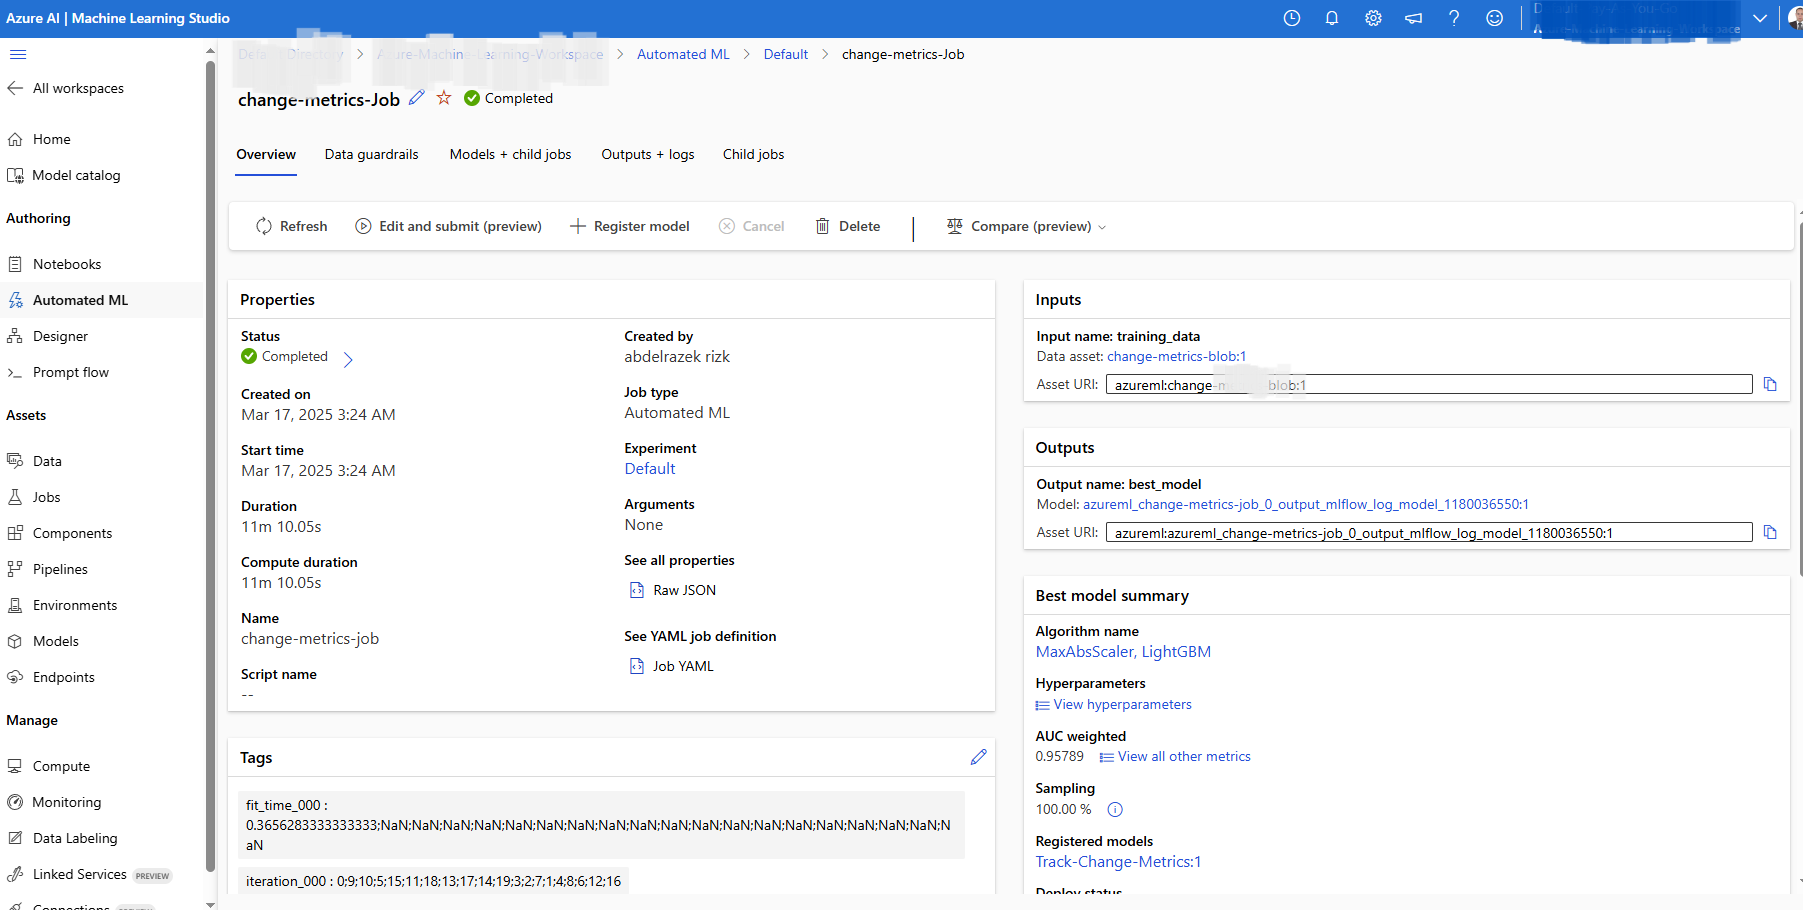 Azure AI | Machine Learning Studio
All workspaces
Home
Model catalog
Authoring
Notebooks
Automated ML
Designer
Prompt flow
Assets
Data
Jobs
Components
Pipelines
Environments
Models
Endpoints
Manage
Compute
Monitoring
Data Labeling
Linked Services PREVIEW
Connections PREVIEW
Directory > Azure-Machine-Learning-Workspace > Automated ML > Default > change-metrics-Job
change-metrics-Job Completed
Overview Data guardrails Models + child jobs Outputs + logs Child jobs
Refresh Edit and submit (preview) Register model Cancel Delete Compare (preview)
Properties
Status
Completed
Created on
Mar 17, 2025 3:24 AM
Start time
Mar 17, 2025 3:24 AM
Duration
11m 10.05s
Compute duration
11m 10.05s
Name
change-metrics-job
Script name
--
Created by
abdelrazek rizk
Job type
Automated ML
Experiment
Default
Arguments
None
See all properties
Raw JSON
See YAML job definition
Job YAML
Tags
fit_time_000 :
0.3656283333333333;NaN;NaN;NaN;NaN;NaN;NaN;NaN;NaN;NaN;NaN;NaN;NaN;NaN;NaN;NaN;NaN;NaN;NaN;N
aN
iteration_000 : 0;9;10;5;15;11;18;13;17;14;19;3;2;7;1;4;8;6;12;16
Inputs
Input name: training_data
Data asset: change-metrics-blob:1
Asset URI: azureml:change-m blob:1
Outputs
Output name: best_model
Model: azureml_change-metrics-job_0_output_mlflow_log_model_1180036550:1
Asset URI: azureml:azureml_change-metrics-job_0_output_mlflow_log_model_1180036550:1
Best model summary
Algorithm name
MaxAbsScaler, LightGBM
Hyperparameters
View hyperparameters
AUC weighted
0.95789 View all other metrics
Sampling
100.00 %
Registered models
Track-Change-Metrics:1
Deploy status